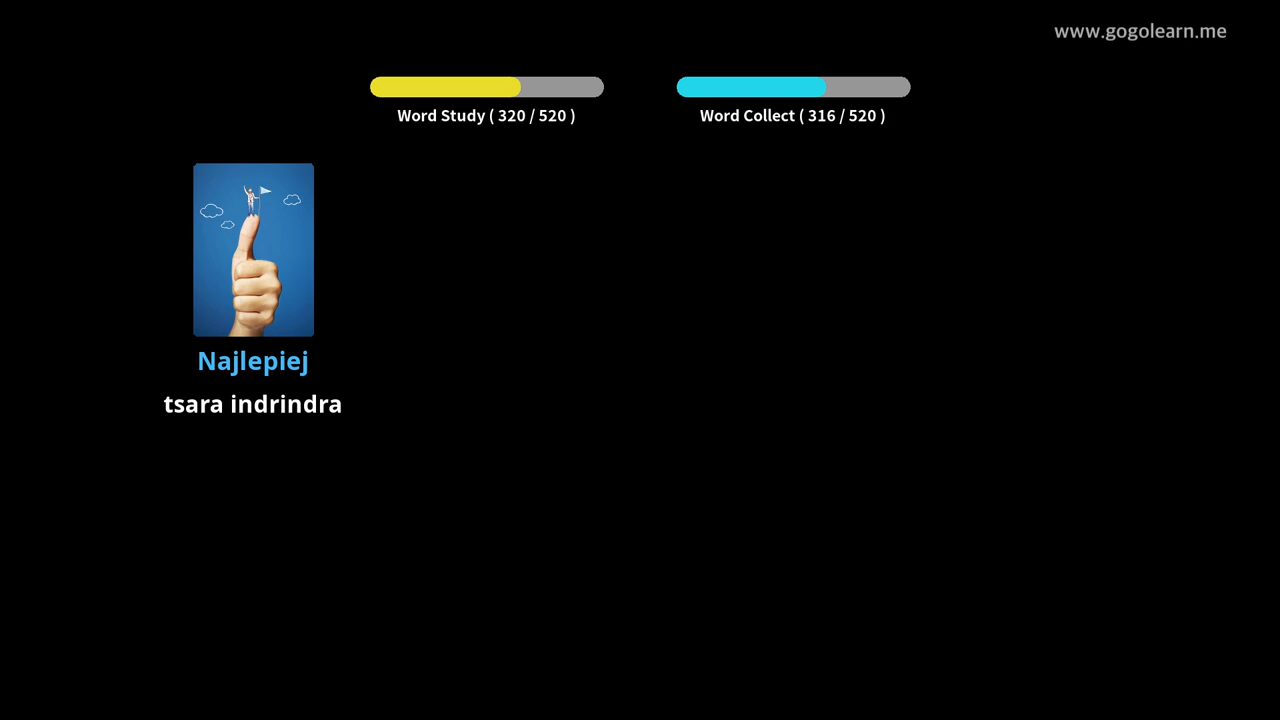 www.gogolearn.me
Word Study ( 320 / 520 )
Word Collect ( 316 / 520 )
Najlepiej
tsara indrindra